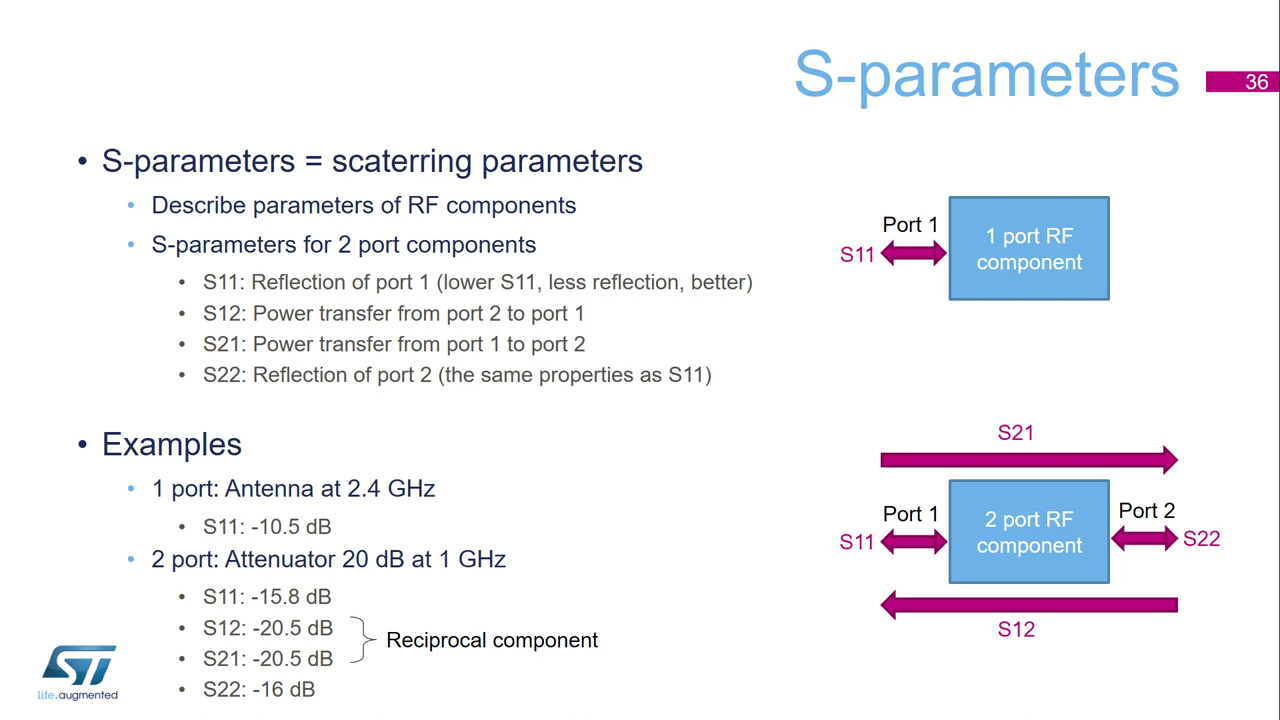 S-parameters
36
• S-parameters = scaterring parameters
• Describe parameters of RF components
• S-parameters for 2 port components
• S11: Reflection of port 1 (lower S11, less reflection, better)
• S12: Power transfer from port 2 to port 1
• S21: Power transfer from port 1 to port 2
• S22: Reflection of port 2 (the same properties as S11)
• Examples
• 1 port: Antenna at 2.4 GHz
• S11: -10.5 dB
• 2 port: Attenuator 20 dB at 1 GHz
• S11: -15.8 dB
• S12: -20.5 dB
• S21: -20.5 dB
Reciprocal component
• S22: -16 dB
Port 1
S11
1 port RF
component
S21
Port 1
S11
2 port RF
component
Port 2
S22
S12
ST
life.augmented